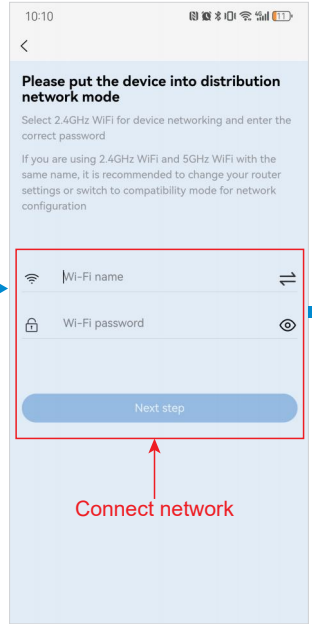 10:10
4G
11
Please put the device into distribution
network mode
Select 2.4GHz WiFi for device networking and enter the
correct password
If you are using 2.4GHz WiFi and 5GHz WiFi with the
same name, it is recommended to change your router
settings or switch to compatibility mode for network
configuration
Wi-Fi name
Wi-Fi password
Next step
Connect network